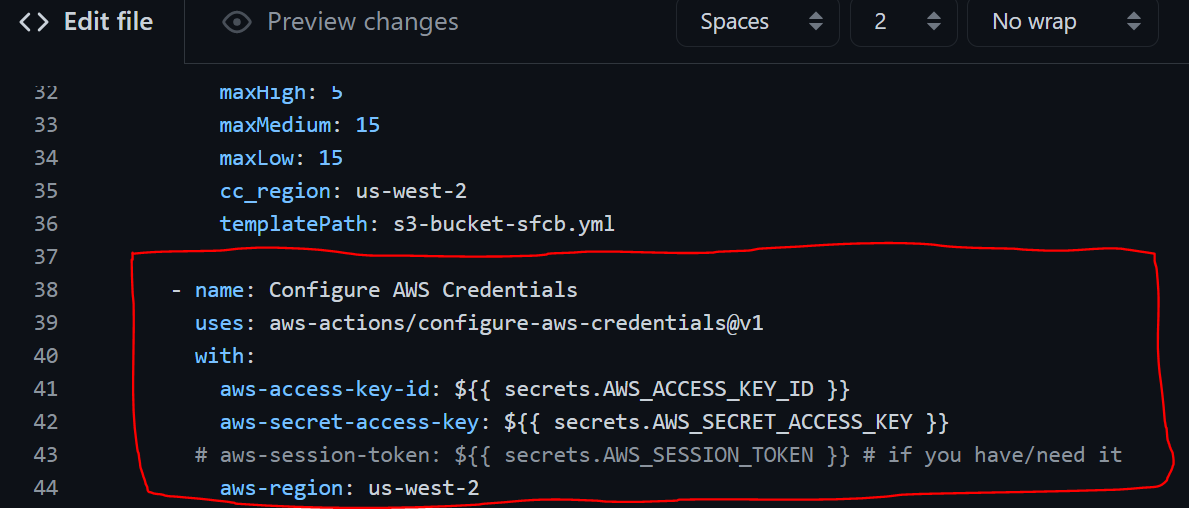 <> Edit file Preview changes Spaces 2 No wrap
32 maxHigh: 5
33 maxMedium: 15
34 maxLow: 15
35 cc_region: us-west-2
36 templatePath: s3-bucket-sfcb.yml
37
38 - name: Configure AWS Credentials
39 uses: aws-actions/configure-aws-credentials@v1
40 with:
41 aws-access-key-id: ${{ secrets.AWS_ACCESS_KEY_ID }}
42 aws-secret-access-key: ${{ secrets.AWS_SECRET_ACCESS_KEY }}
43 # aws-session-token: ${{ secrets.AWS_SESSION_TOKEN }} # if you have/need it
44 aws-region: us-west-2